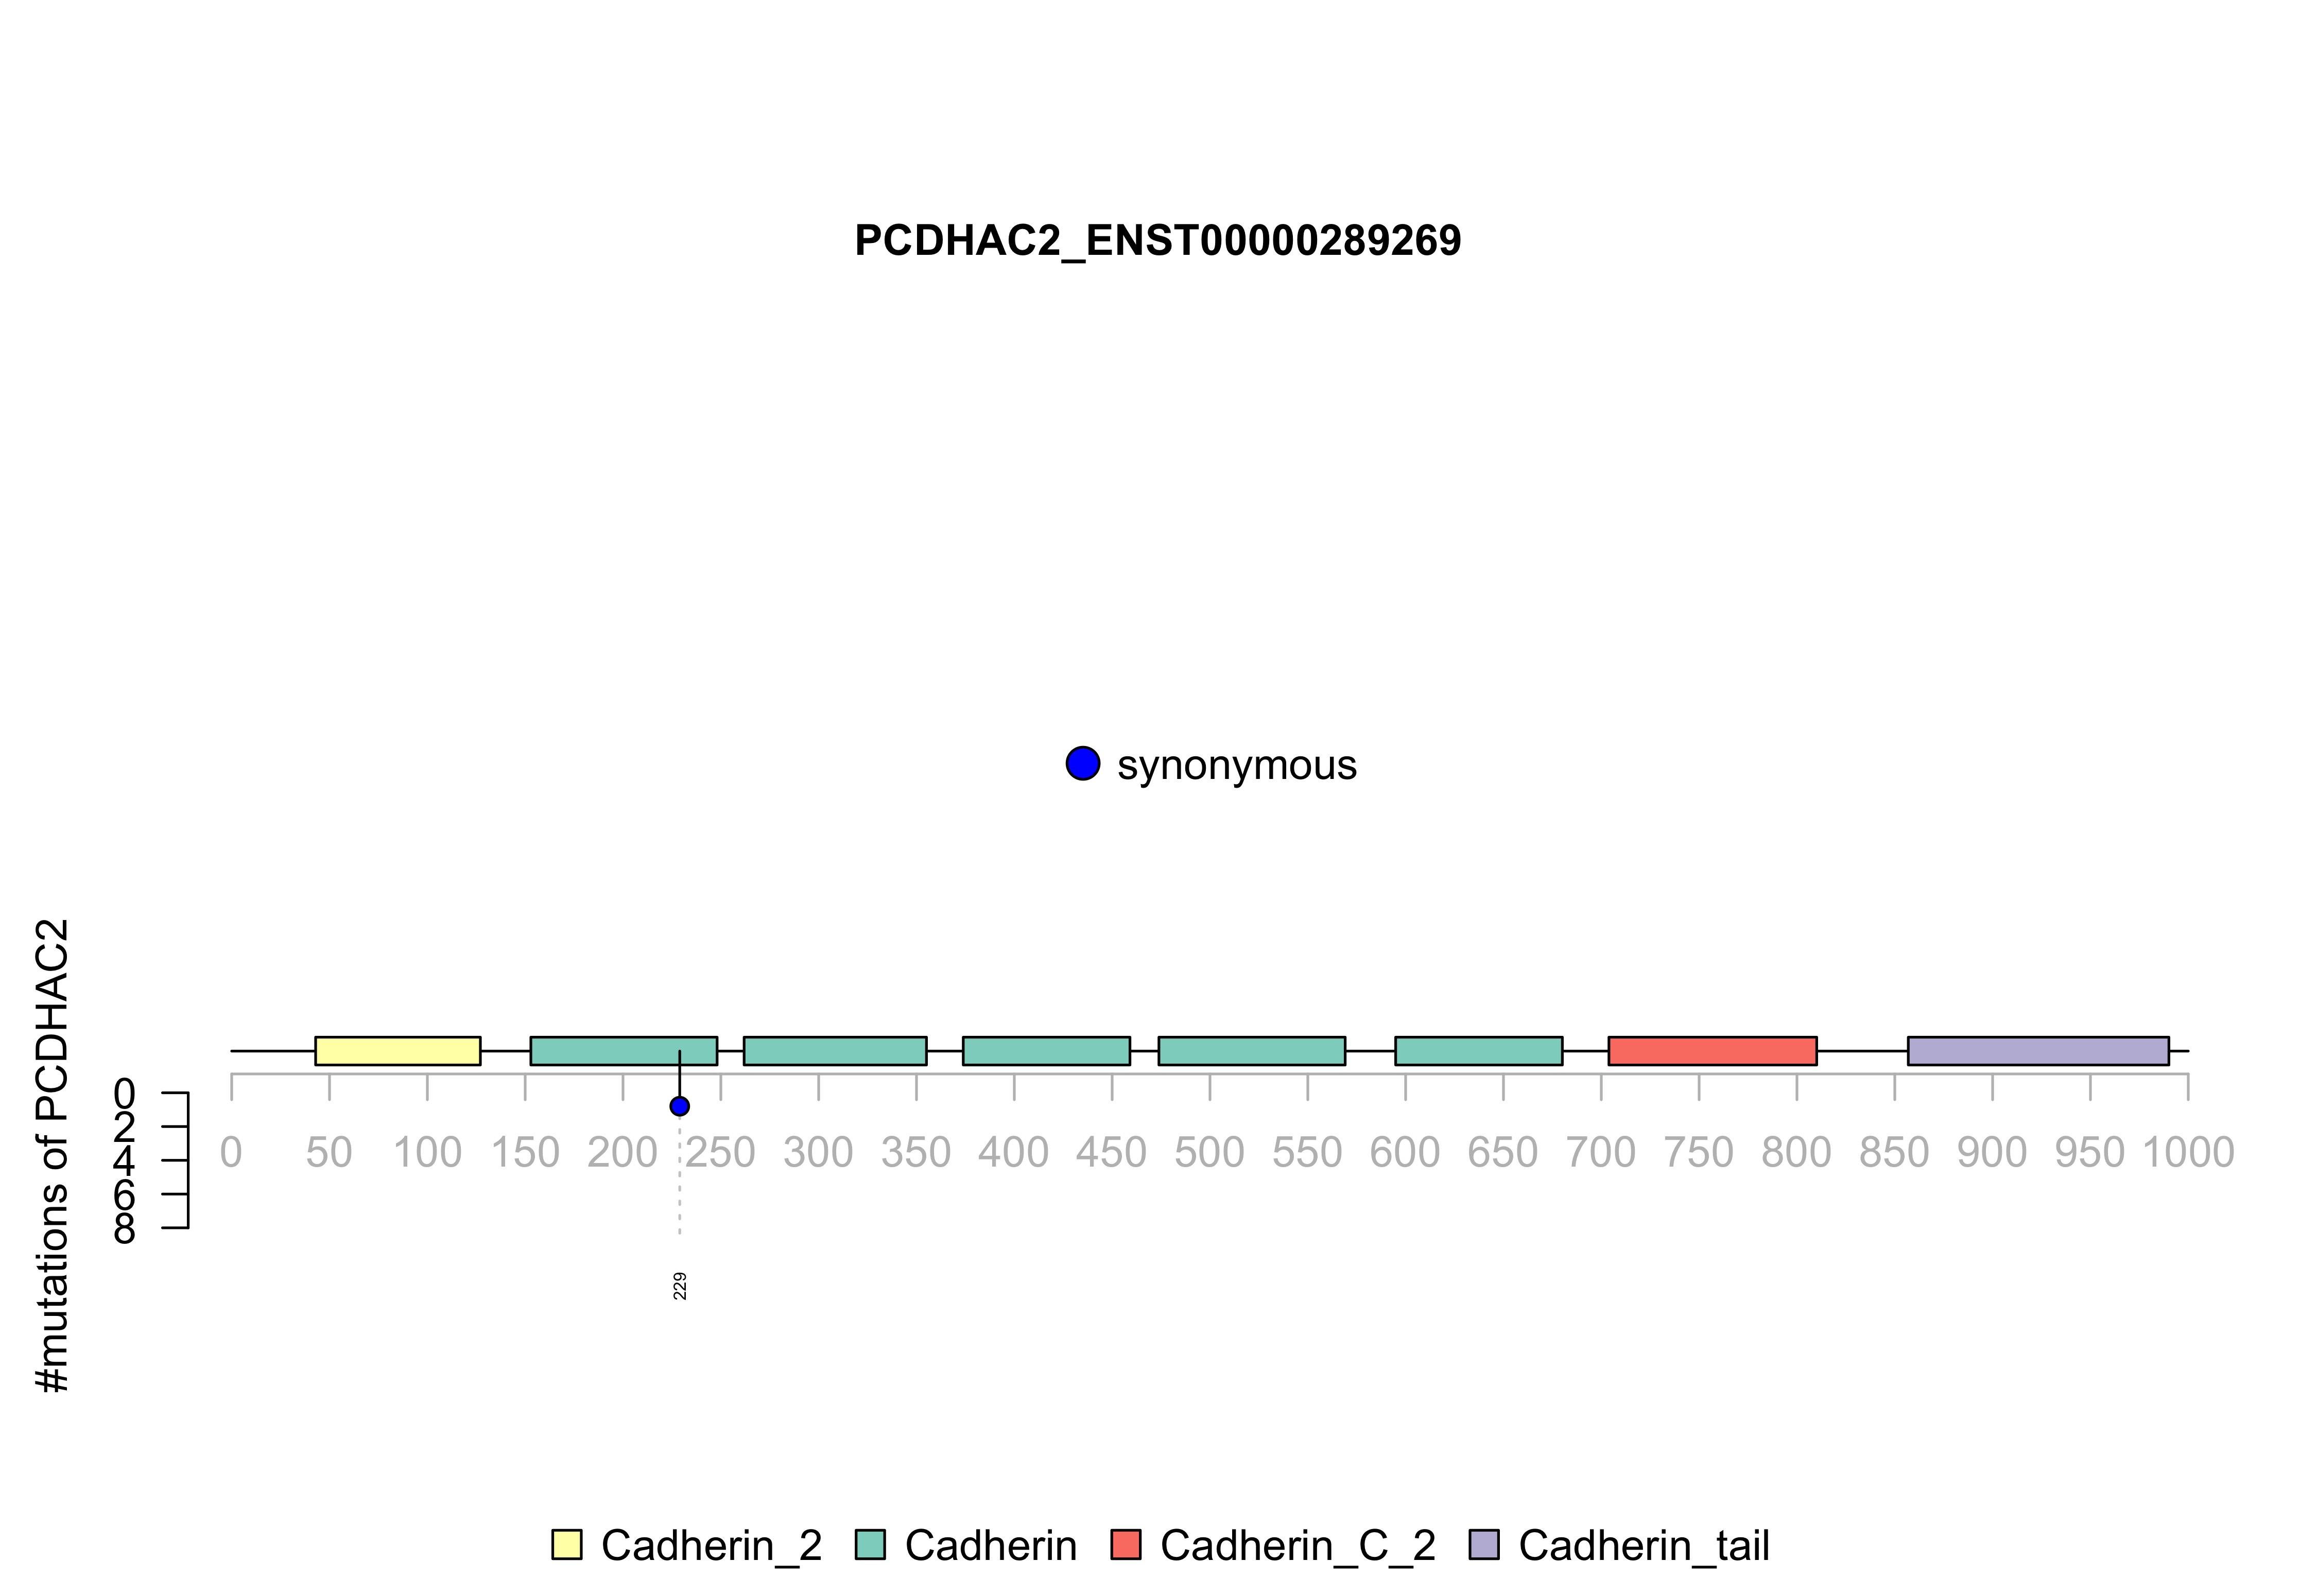 PCDHAC2_ENST00000289269
synonymous
#mutations of PCDHAC2
0
2
4
6
8
0 50 100 150 200 250 300 350 400 450 500 550 600 650 700 750 800 850 900 950 1000
229
Cadherin_2 Cadherin Cadherin_C_2 Cadherin_tail